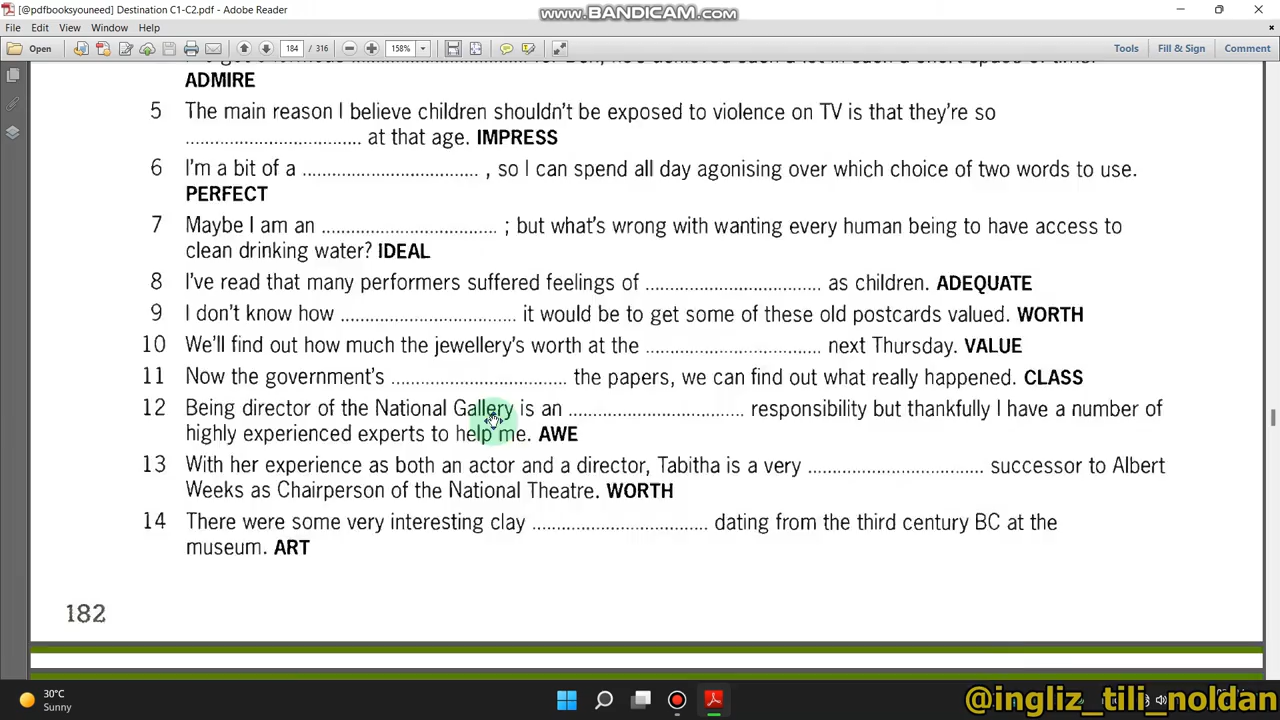 [@pdfbooksyouneed] Destination C1-C2.pdf - Adobe Reader
www.BANDICAM.com
File Edit View Window Help
Open 184 / 316 158% Tools Fill & Sign Comment
ADMIRE
5 The main reason I believe children shouldn't be exposed to violence on TV is that they're so
.................................. at that age. IMPRESS
6 I'm a bit of a .................................. , so I can spend all day agonising over which choice of two words to use.
PERFECT
7 Maybe I am an .................................. ; but what's wrong with wanting every human being to have access to
clean drinking water? IDEAL
8 I've read that many performers suffered feelings of .................................. as children. ADEQUATE
9 I don't know how .................................. it would be to get some of these old postcards valued. WORTH
10 We'll find out how much the jewellery's worth at the .................................. next Thursday. VALUE
11 Now the government's .................................. the papers, we can find out what really happened. CLASS
12 Being director of the National Gallery is an .................................. responsibility but thankfully I have a number of
highly experienced experts to help me. AWE
13 With her experience as both an actor and a director, Tabitha is a very .................................. successor to Albert
Weeks as Chairperson of the National Theatre. WORTH
14 There were some very interesting clay .................................. dating from the third century BC at the
museum. ART
182
30°C
Sunny
@ingliz_tili_noldan